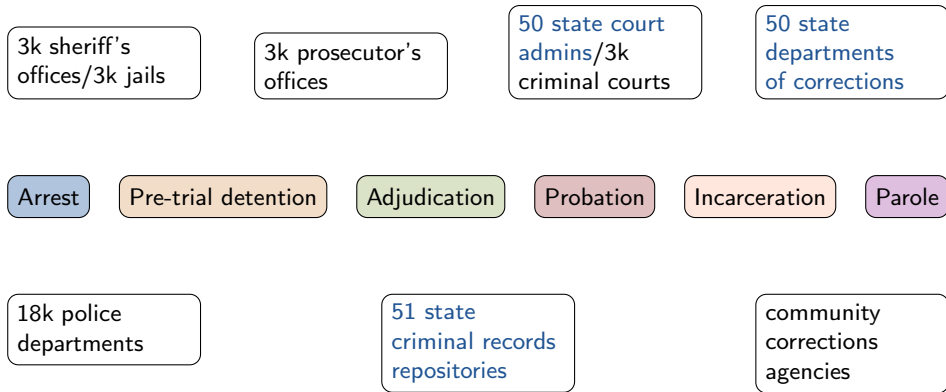 3k sheriff's
offices/3k jails
3k prosecutor's
offices
50 state court
admins/3k
criminal courts
50 state
departments
of corrections
Arrest
Pre-trial detention
Adjudication
Probation
Incarceration
Parole
18k police
departments
51 state
criminal records
repositories
community
corrections
agencies